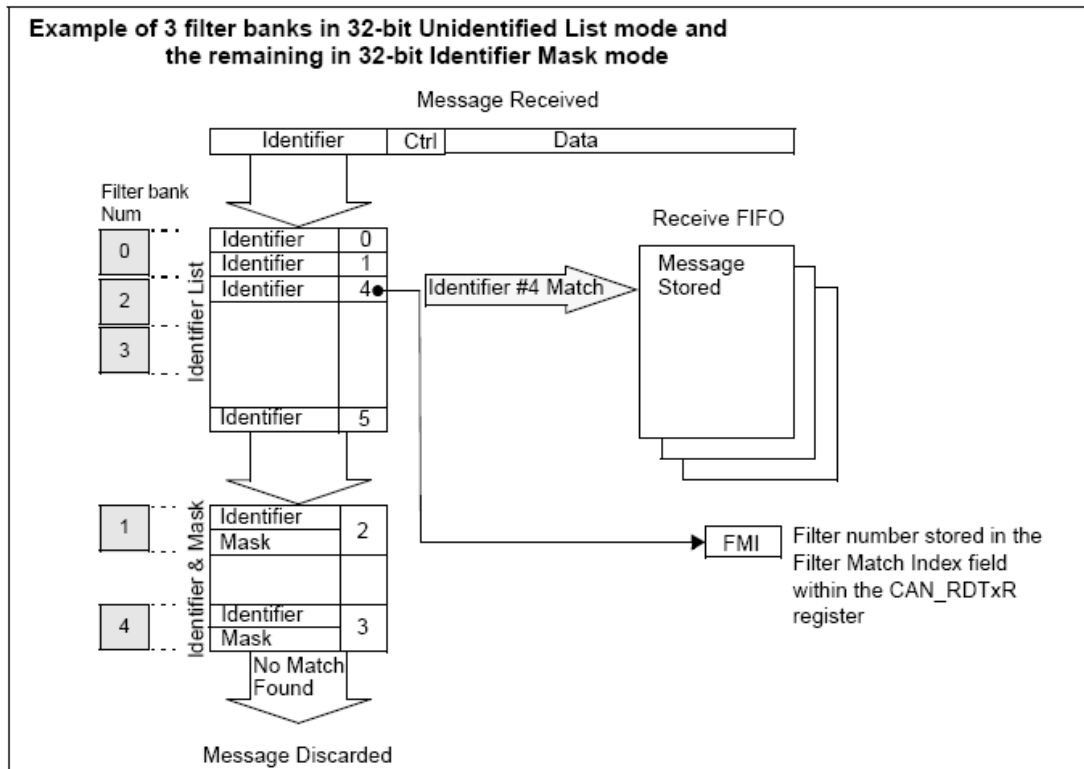 Example of 3 filter banks in 32-bit Unidentified List mode and
the remaining in 32-bit Identifier Mask mode
Message Received
Identifier Ctrl Data
Filter bank
Num
Receive FIFO
0
2
3
Identifier List
Identifier 0
Identifier 1
Identifier 4
Identifier 5
Identifier #4 Match
Message
Stored
1
4
Identifier & Mask
Identifier
Mask
2
Identifier
Mask
3
FMI
Filter number stored in the
Filter Match Index field
within the CAN_RDTxR
register
No Match
Found
Message Discarded